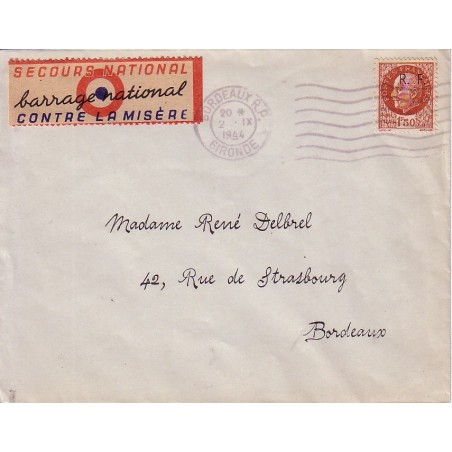 SECOURS NATIONAL
barrage national
CONTRE LA MISÈRE
BORDEAUX R.P.
20 *
2 - IX
1944
GIRONDE
R. F.
1F50
Madame René Delbrel
42, Rue de Strasbourg
Bordeaux